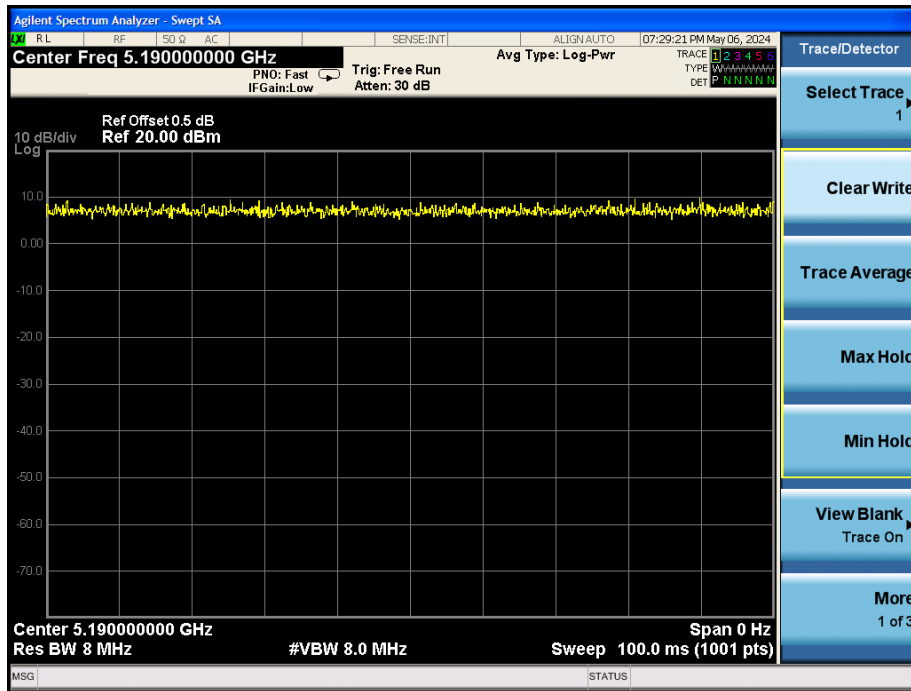 Agilent Spectrum Analyzer - Swept SA
LXI RL RF 50 Ω AC SENSE:INT ALIGN AUTO 07:29:21 PM May 06, 2024
Center Freq 5.190000000 GHz
PNO: Fast
IFGain:Low
Trig: Free Run
Atten: 30 dB
Avg Type: Log-Pwr
TRACE 1 2 3 4 5 6
TYPE W
DET P N N N N N
Ref Offset 0.5 dB
10 dB/div Ref 20.00 dBm
Log
10.0
0.00
-10.0
-20.0
-30.0
-40.0
-50.0
-60.0
-70.0
Center 5.190000000 GHz Span 0 Hz
Res BW 8 MHz #VBW 8.0 MHz Sweep 100.0 ms (1001 pts)
MSG STATUS
Trace/Detector
Select Trace
1
Clear Write
Trace Average
Max Hold
Min Hold
View Blank
Trace On
More
1 of 3